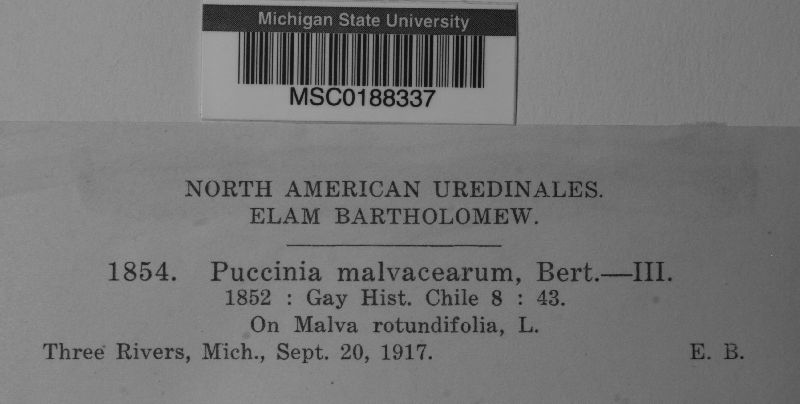 Michigan State University
MSC0188337
NORTH AMERICAN UREDINALES.
ELAM BARTHOLOMEW.
1854. Puccinia malvacearum, Bert.—III.
1852 : Gay Hist. Chile 8 : 43.
On Malva rotundifolia, L.
Three Rivers, Mich., Sept. 20, 1917. E. B.